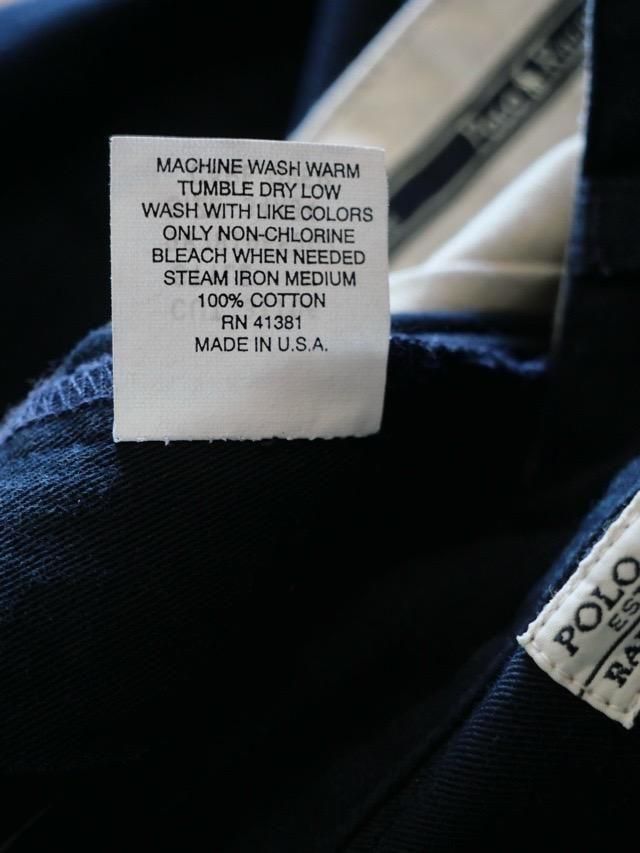 MACHINE WASH WARM
TUMBLE DRY LOW
WASH WITH LIKE COLORS
ONLY NON-CHLORINE
BLEACH WHEN NEEDED
STEAM IRON MEDIUM
100% COTTON
RN 41381
MADE IN U.S.A.
POLO